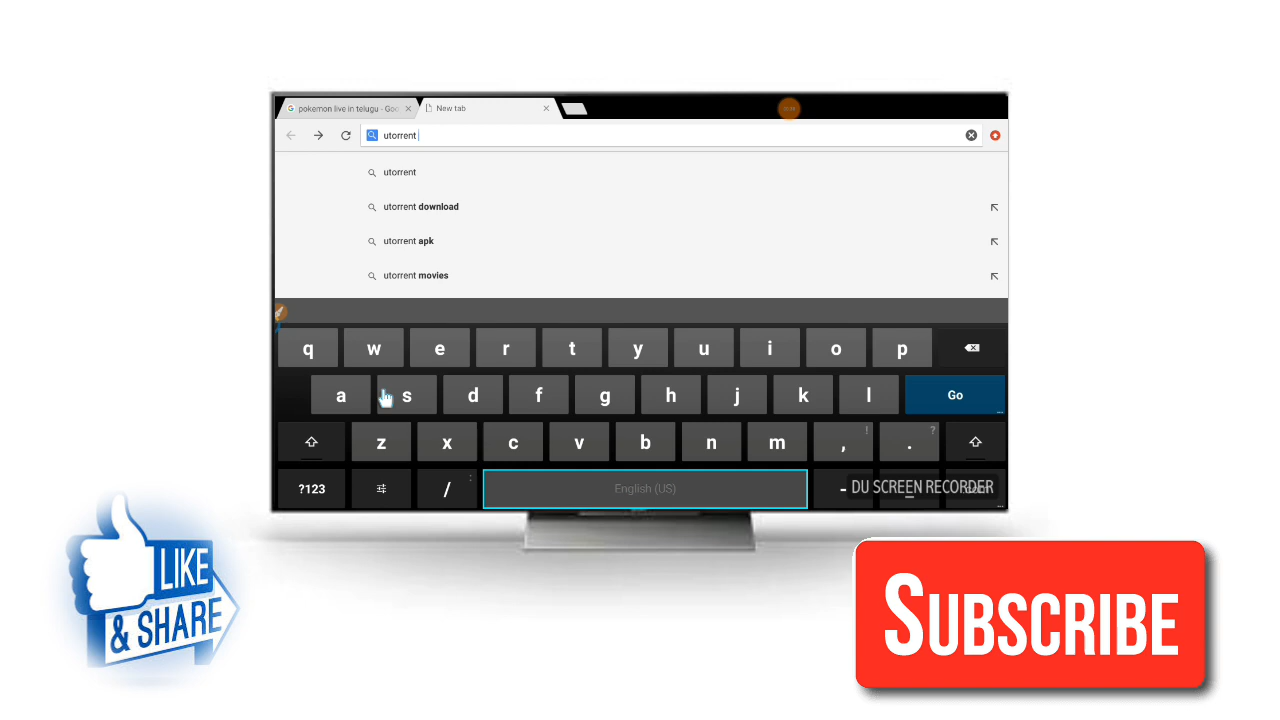 pokemon live in telugu - Goo
New tab
utorrent
utorrent
utorrent download
utorrent apk
utorrent movies
q w e r t y u i o p
a s d f g h j k l Go
z x c v b n m , ! . ?
?123 / : English (US) -
DU SCREEN RECORDER
LIKE
& SHARE
SUBSCRIBE